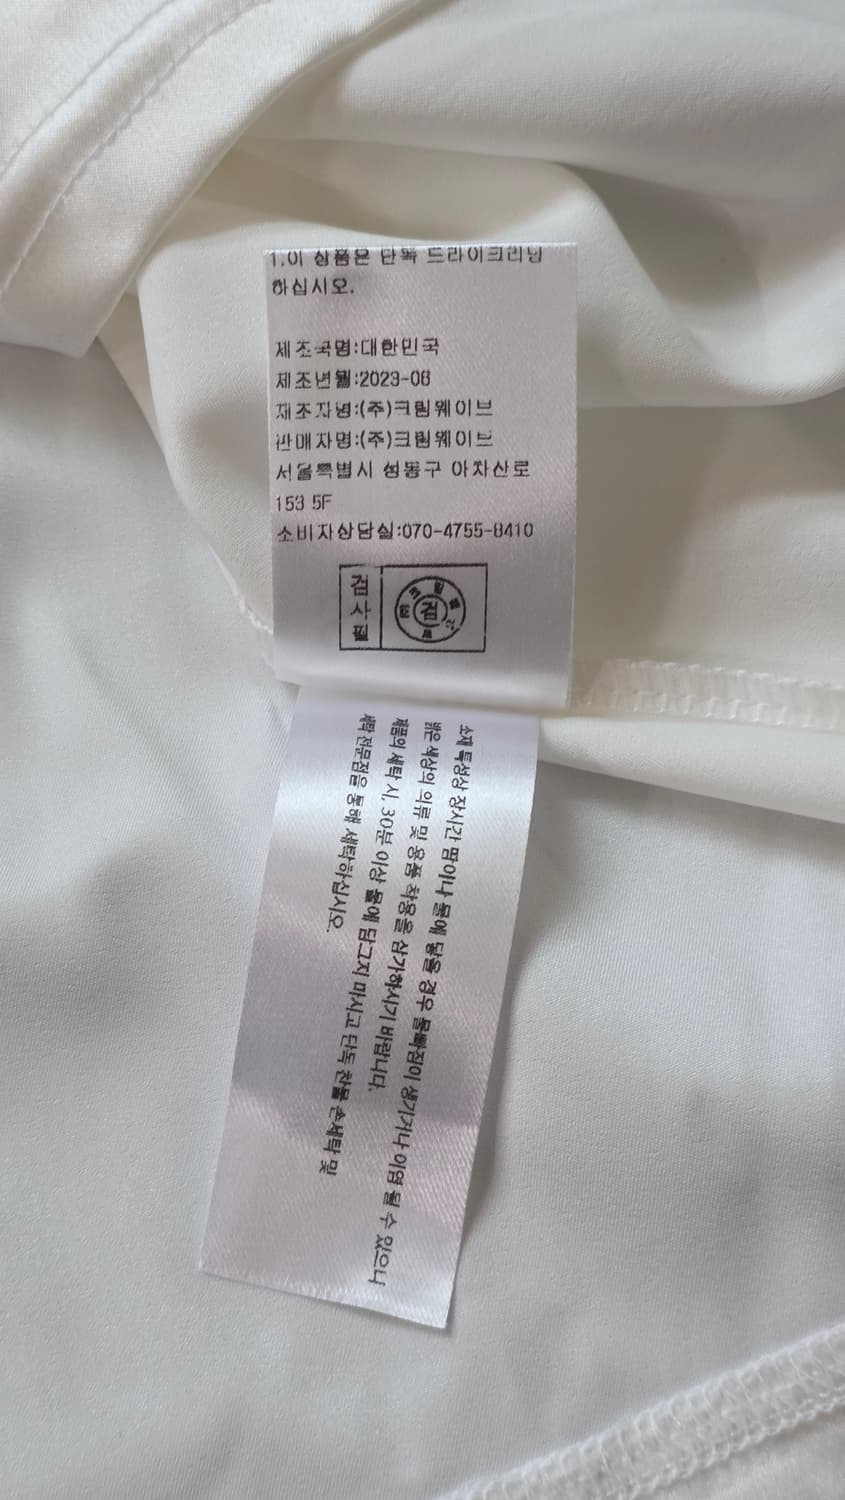 1.이 상품은 단독 드라이크리닝
하십시오.
제조국명:대한민국
제조년월:2023-06
제조자명:(주)크림웨이브
판매자명:(주)크림웨이브
서울특별시 성동구 아차산로
153 5F
소비자상담실:070-4755-8410
검
사
필
검
소재 특성상 장시간 땀이나 물에 닿을 경우 물빠짐이 생기거나 이염 될 수 있으니
밝은 색상의 의류 및 용품 착용을 삼가하시기 바랍니다.
제품의 세탁 시, 30분 이상 물에 담그지 마시고 단독 찬물 손세탁 및
세탁 전문점을 통해 세탁하십시오.